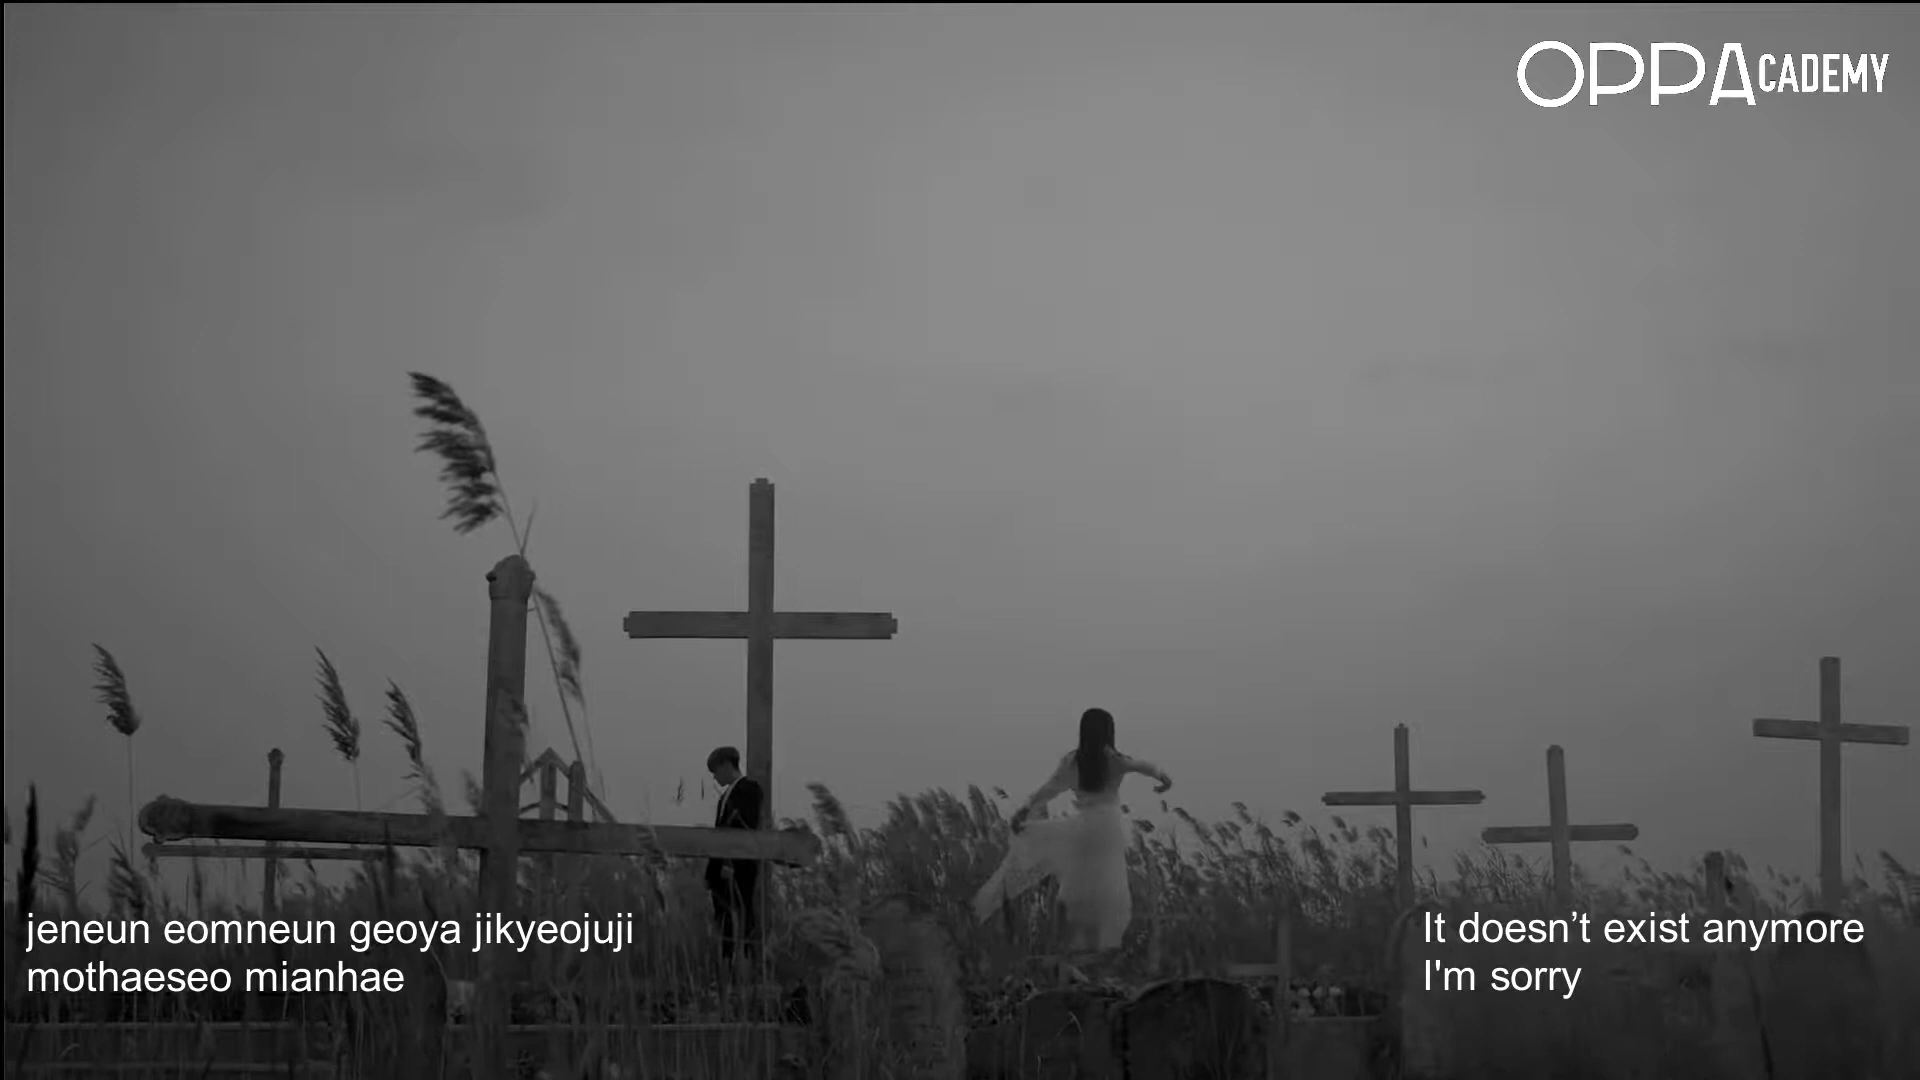 OPPACADEMY
jeneun eomneun geoya jikyeojuji
mothaeseo mianhae
It doesn’t exist anymore
I'm sorry